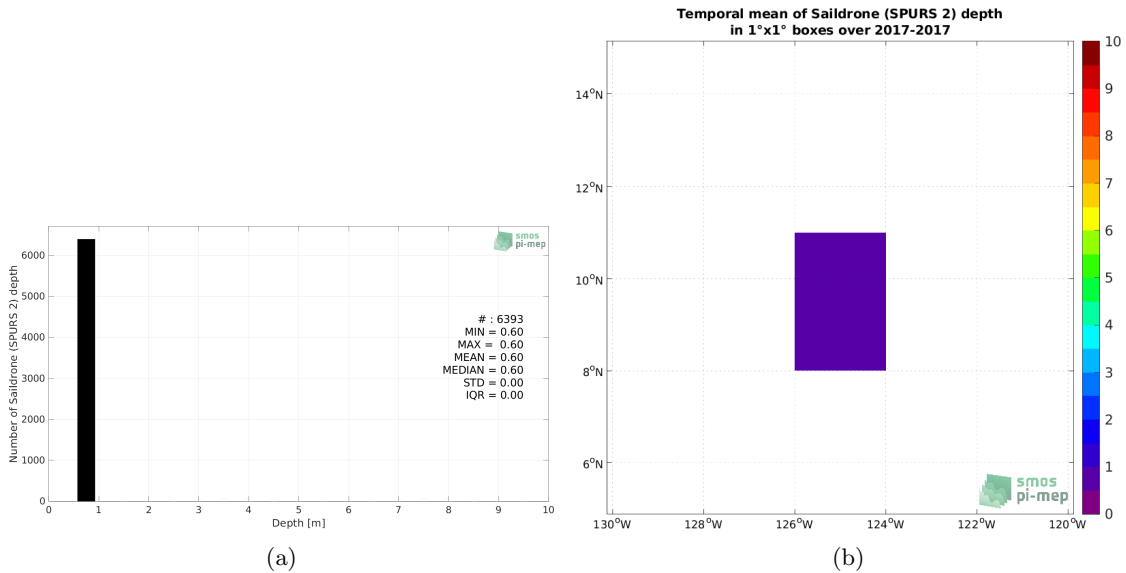 Number of Saildrone (SPURS 2) depth
6000
5000
4000
3000
2000
1000
0
smos
pi-mep
# : 6393
MIN = 0.60
MAX = 0.60
MEAN = 0.60
MEDIAN = 0.60
STD = 0.00
IQR = 0.00
0 1 2 3 4 5 6 7 8 9 10
Depth [m]
(a)
Temporal mean of Saildrone (SPURS 2) depth
in 1°x1° boxes over 2017-2017
14°N
12°N
10°N
8°N
6°N
130°W 128°W 126°W 124°W 122°W 120°W
smos
pi-mep
10
9
8
7
6
5
4
3
2
1
0
(b)